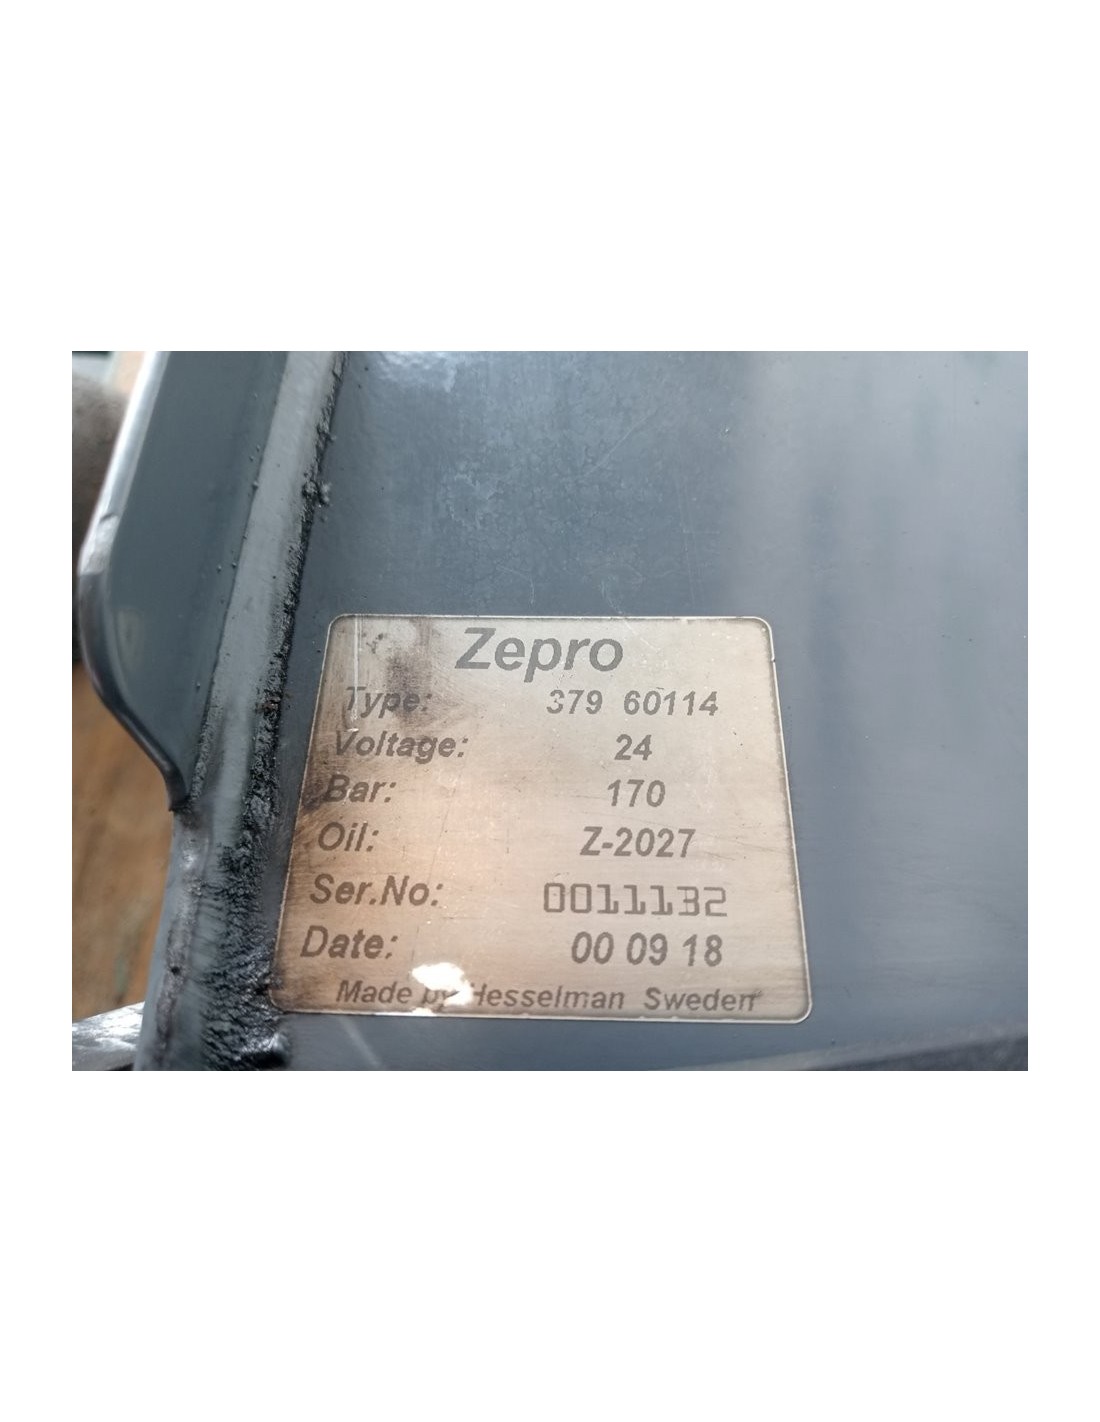 Zepro
Type: 379 60114
Voltage: 24
Bar: 170
Oil: Z-2027
Ser.No: 0011132
Date: 00 09 18
Made by Hesselman Sweden